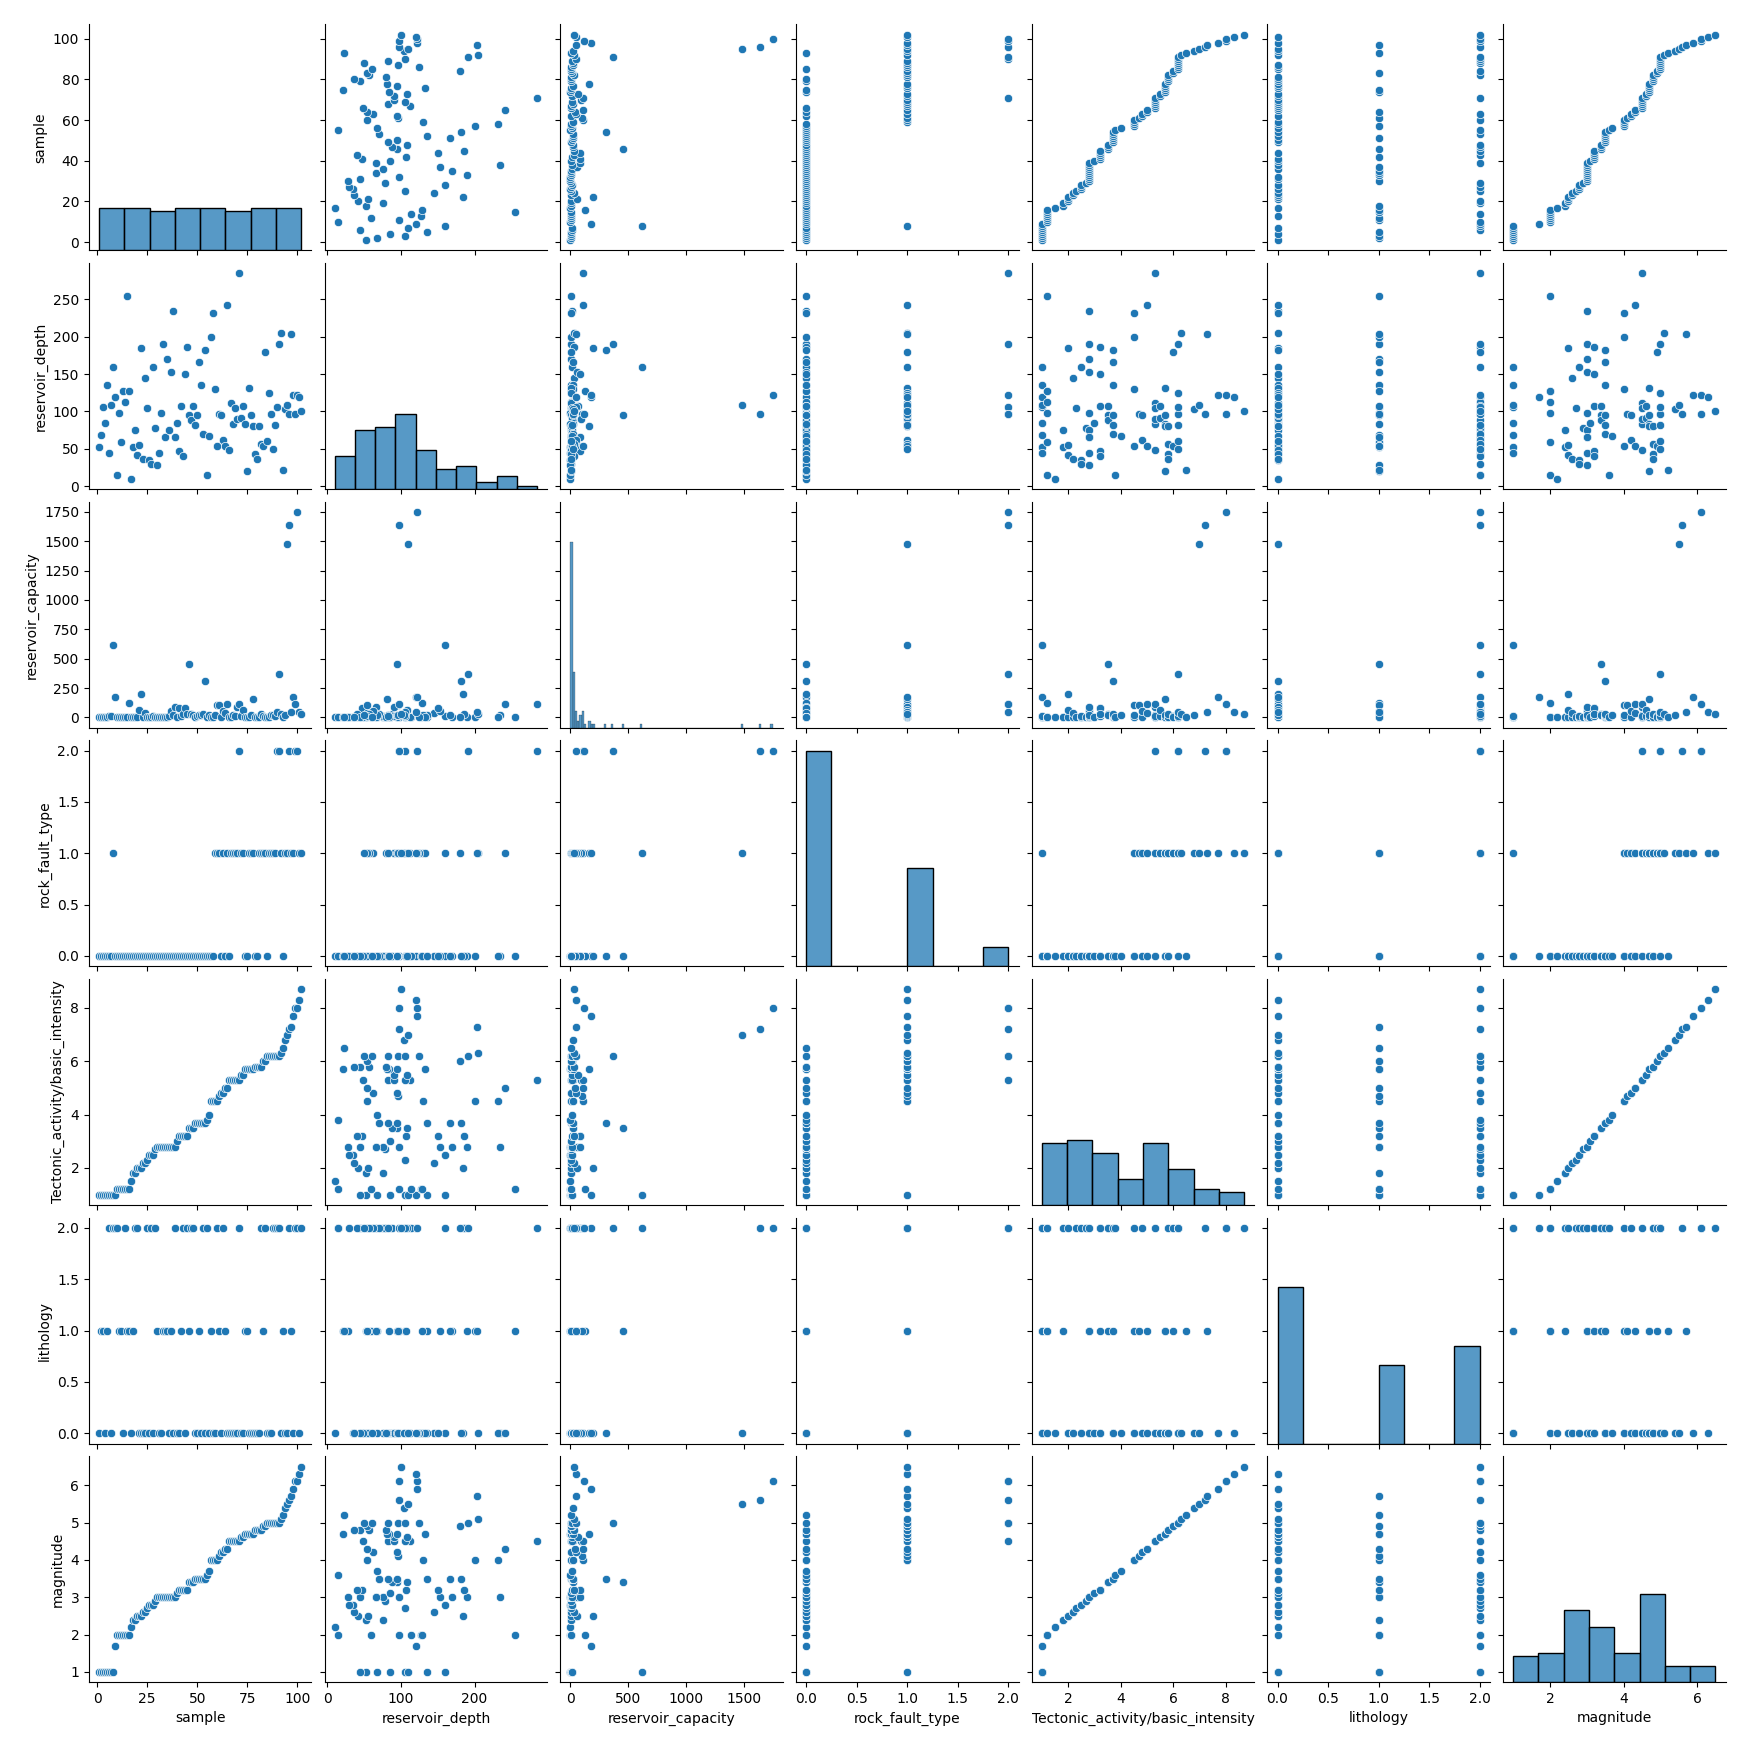 100
80
60
40
20
0
sample
250
200
150
100
50
0
reservoir_depth
1750
1500
1250
1000
750
500
250
0
reservoir_capacity
2.0
1.5
1.0
0.5
0.0
rock_fault_type
8
6
4
2
Tectonic_activity/basic_intensity
2.0
1.5
1.0
0.5
0.0
lithology
6
5
4
3
2
1
magnitude
0 25 50 75 100
sample
0 100 200
reservoir_depth
0 500 1000 1500
reservoir_capacity
0.0 0.5 1.0 1.5 2.0
rock_fault_type
2 4 6 8
Tectonic_activity/basic_intensity
0.0 0.5 1.0 1.5 2.0
lithology
2 4 6
magnitude